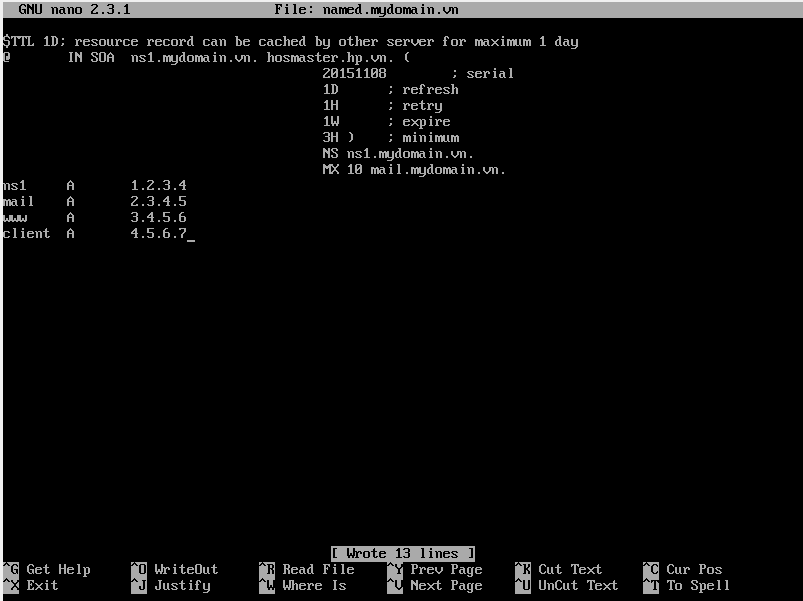 GNU nano 2.3.1 File: named.mydomain.vn
$TTL 1D; resource record can be cached by other server for maximum 1 day
@ IN SOA ns1.mydomain.vn. hosmaster.hp.vn. (
20151108 ; serial
1D ; refresh
1H ; retry
1W ; expire
3H ) ; minimum
NS ns1.mydomain.vn.
MX 10 mail.mydomain.vn.
ns1 A 1.2.3.4
mail A 2.3.4.5
www A 3.4.5.6
client A 4.5.6.7_
[ Wrote 13 lines ]
^G Get Help ^O WriteOut ^R Read File ^Y Prev Page ^K Cut Text ^C Cur Pos
^X Exit ^J Justify ^W Where Is ^V Next Page ^U UnCut Text ^T To Spell